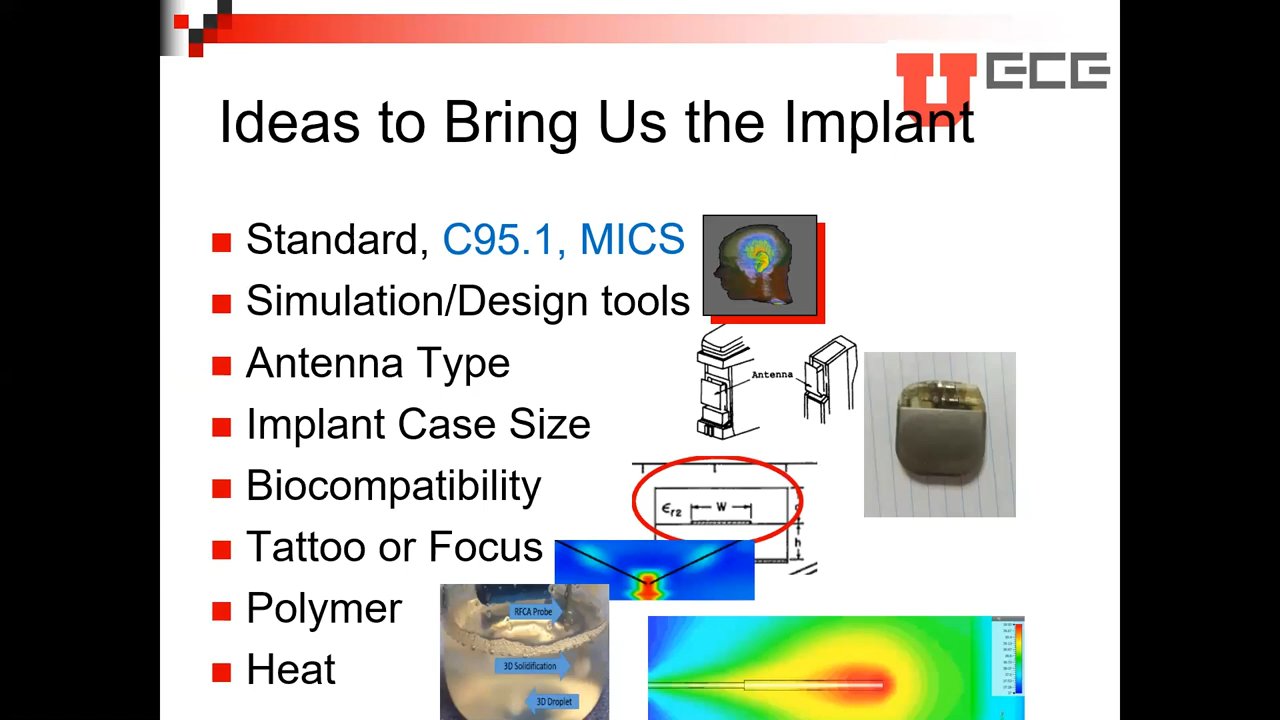 U ECE
Ideas to Bring Us the Implant
Standard, C95.1, MICS
Simulation/Design tools
Antenna Type
Implant Case Size
Biocompatibility
Tattoo or Focus
Polymer
Heat
Antenna
εr2
W
h
RFCA Probe
3D Solidification
3D Droplet